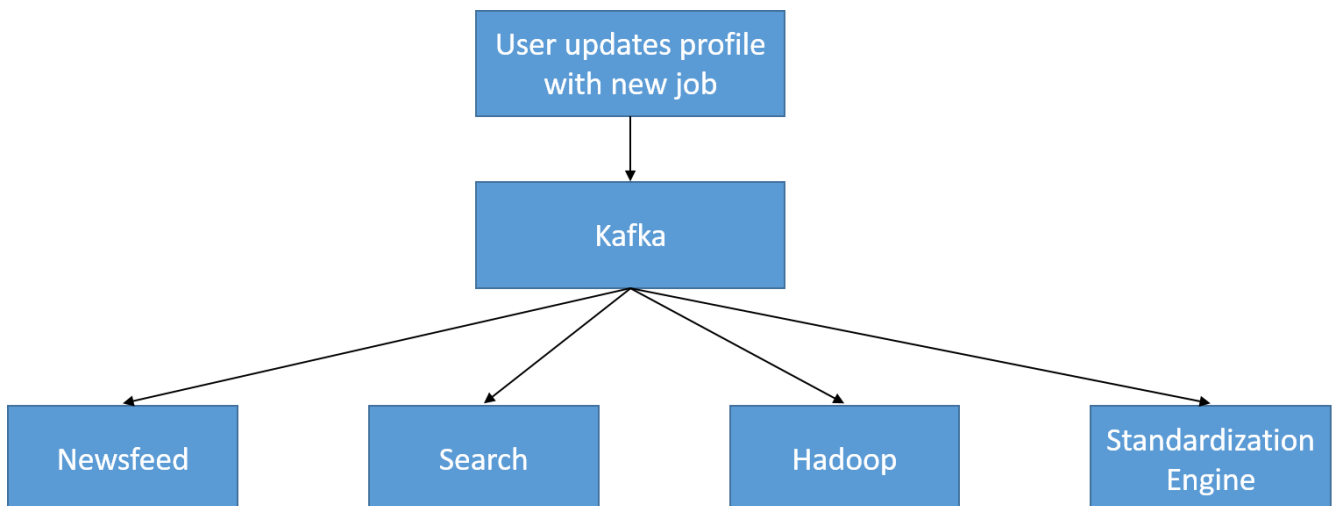 User updates profile
with new job
Kafka
Newsfeed
Search
Hadoop
Standardization
Engine